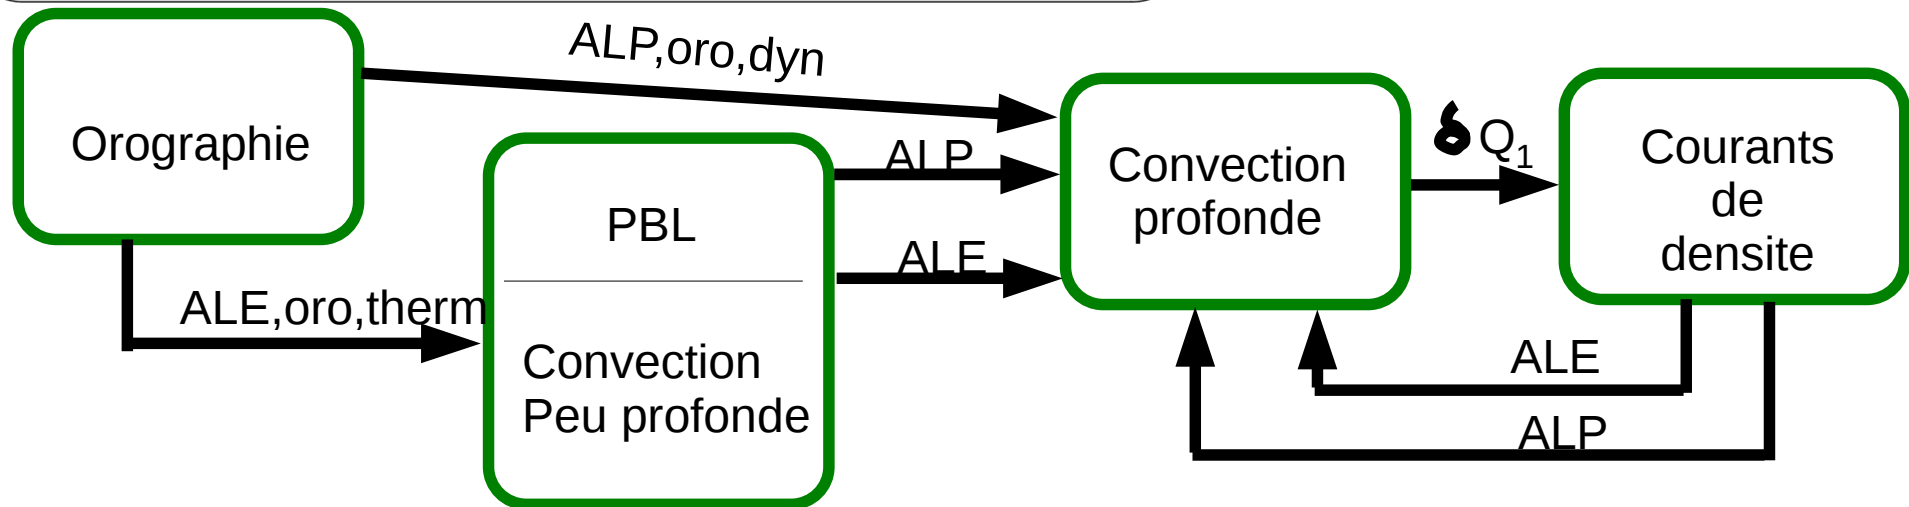 ALP,oro,dyn
Orographie
ALP
PBL
ALE
ALE,oro,therm
Convection
Peu profonde
Convection
profonde
δQ₁
Courants
de
densite
ALE
ALP